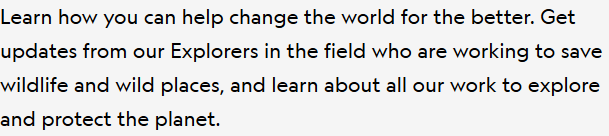 Learn how you can help change the world for the better. Get
updates from our Explorers in the field who are working to save
wildlife and wild places, and learn about all our work to explore
and protect the planet.